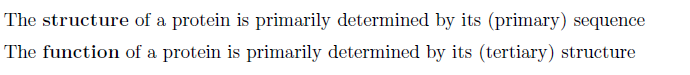 The structure of a protein is primarily determined by its (primary) sequence
The function of a protein is primarily determined by its (tertiary) structure